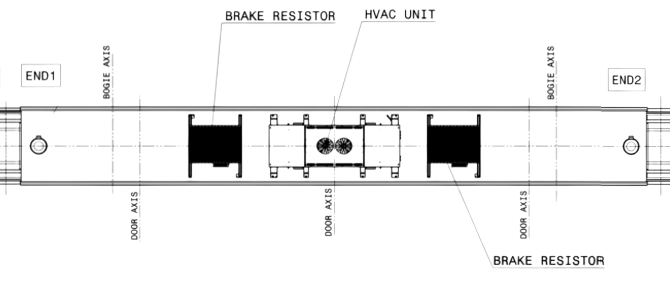 BRAKE RESISTOR
HVAC UNIT
END1
BOGIE AXIS
BOGIE AXIS
END2
DOOR AXIS
DOOR AXIS
DOOR AXIS
BRAKE RESISTOR